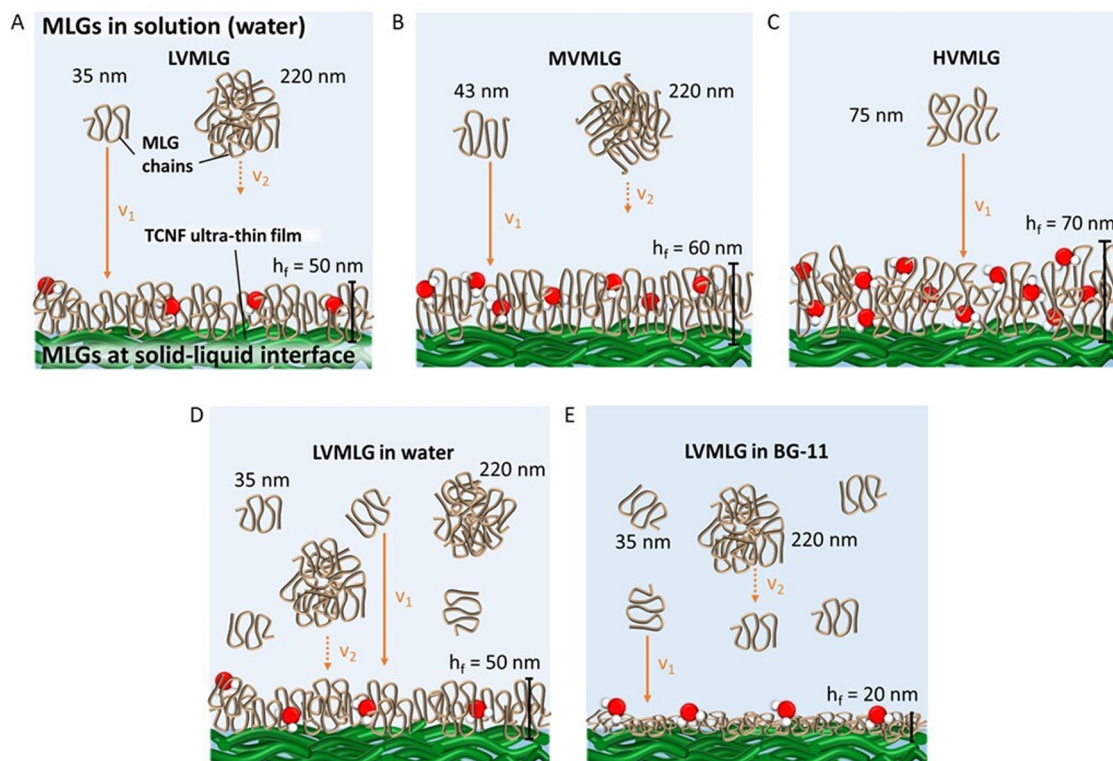 A
MLGs in solution (water)
LVMLG
35 nm
220 nm
MLG
chains
v2
v1
TCNF ultra-thin film
hf = 50 nm
MLGs at solid-liquid interface
B
MVMLG
43 nm
220 nm
v2
v1
hf = 60 nm
C
HVMLG
75 nm
v1
hf = 70 nm
D
LVMLG in water
35 nm
220 nm
v1
v2
hf = 50 nm
E
LVMLG in BG-11
35 nm
220 nm
v2
v1
hf = 20 nm